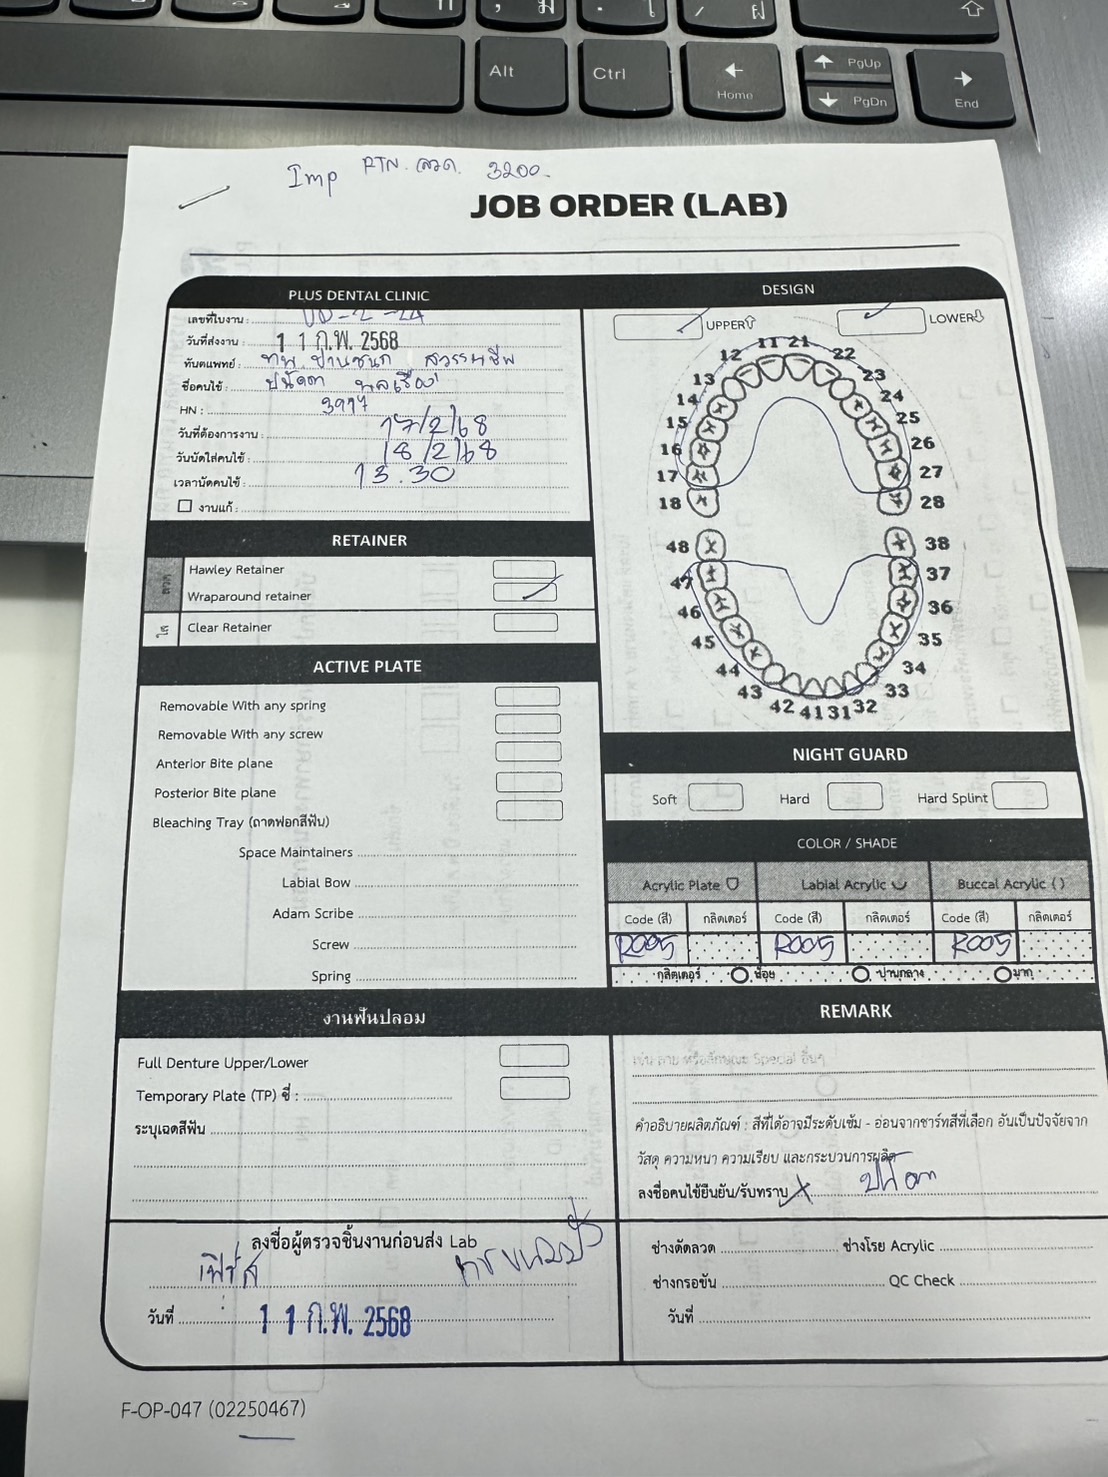 Alt
Ctrl
Home
PgUp
PgDn
End
Imp RTN. ลวด. 3200.-
JOB ORDER (LAB)
PLUS DENTAL CLINIC
เลขที่ใบงาน :
วันที่ส่งงาน : 1 1 ก.พ. 2568
ทันตแพทย์ : ทพ. ปานชนก
ชื่อคนไข้ : ปนัดดา
HN :
วันที่ต้องการงาน : 17/2/68
วันนัดใส่คนไข้ : 18/2/68
เวลานัดคนไข้ : 13.30
งานแก้ :
RETAINER
ลวด
Hawley Retainer
Wraparound retainer
ใส
Clear Retainer
ACTIVE PLATE
Removable With any spring
Removable With any screw
Anterior Bite plane
Posterior Bite plane
Bleaching Tray (ถาดฟอกสีฟัน)
Space Maintainers
Labial Bow
Adam Scribe
Screw
Spring
งานฟันปลอม
Full Denture Upper/Lower
Temporary Plate (TP) ซี่ :
ระบุเฉดสีฟัน
ลงชื่อผู้ตรวจชิ้นงานก่อนส่ง Lab
เฟิร์ส
วันที่ 1 1 ก.พ. 2568
DESIGN
UPPER
LOWER
11 21
12 22
13 23
14 24
15 25
16 26
17 27
18 28
48 38
47 37
46 36
45 35
44 34
43 33
42 41 31 32
NIGHT GUARD
Soft Hard Hard Splint
COLOR / SHADE
Acrylic Plate Labial Acrylic Buccal Acrylic ( )
Code (สี) กลิตเตอร์ Code (สี) กลิตเตอร์ Code (สี) กลิตเตอร์
R005 R005 R005
กลิตเตอร์ น้อย ปานกลาง มาก
REMARK
เช่น ลาย หรือลักษณะ Special อื่นๆ
คำอธิบายผลิตภัณฑ์ : สีที่ได้อาจมีระดับเข้ม - อ่อนจากชาร์ทสีที่เลือก อันเป็นปัจจัยจาก
วัสดุ ความหนา ความเรียบ และกระบวนการผลิต
ลงชื่อคนไข้ยืนยัน/รับทราบ X
ช่างดัดลวด ช่างโรย Acrylic
ช่างกรอขัน QC Check
วันที่
F-OP-047 (02250467)